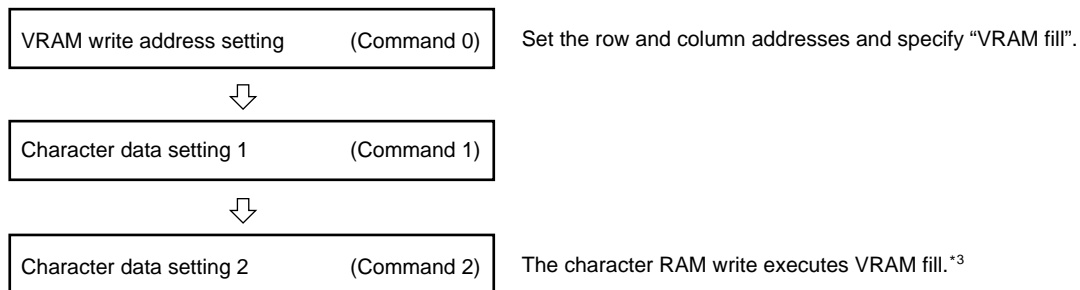 VRAM write address setting (Command 0) Set the row and column addresses and specify “VRAM fill”.
Character data setting 1 (Command 1)
Character data setting 2 (Command 2) The character RAM write executes VRAM fill.*3